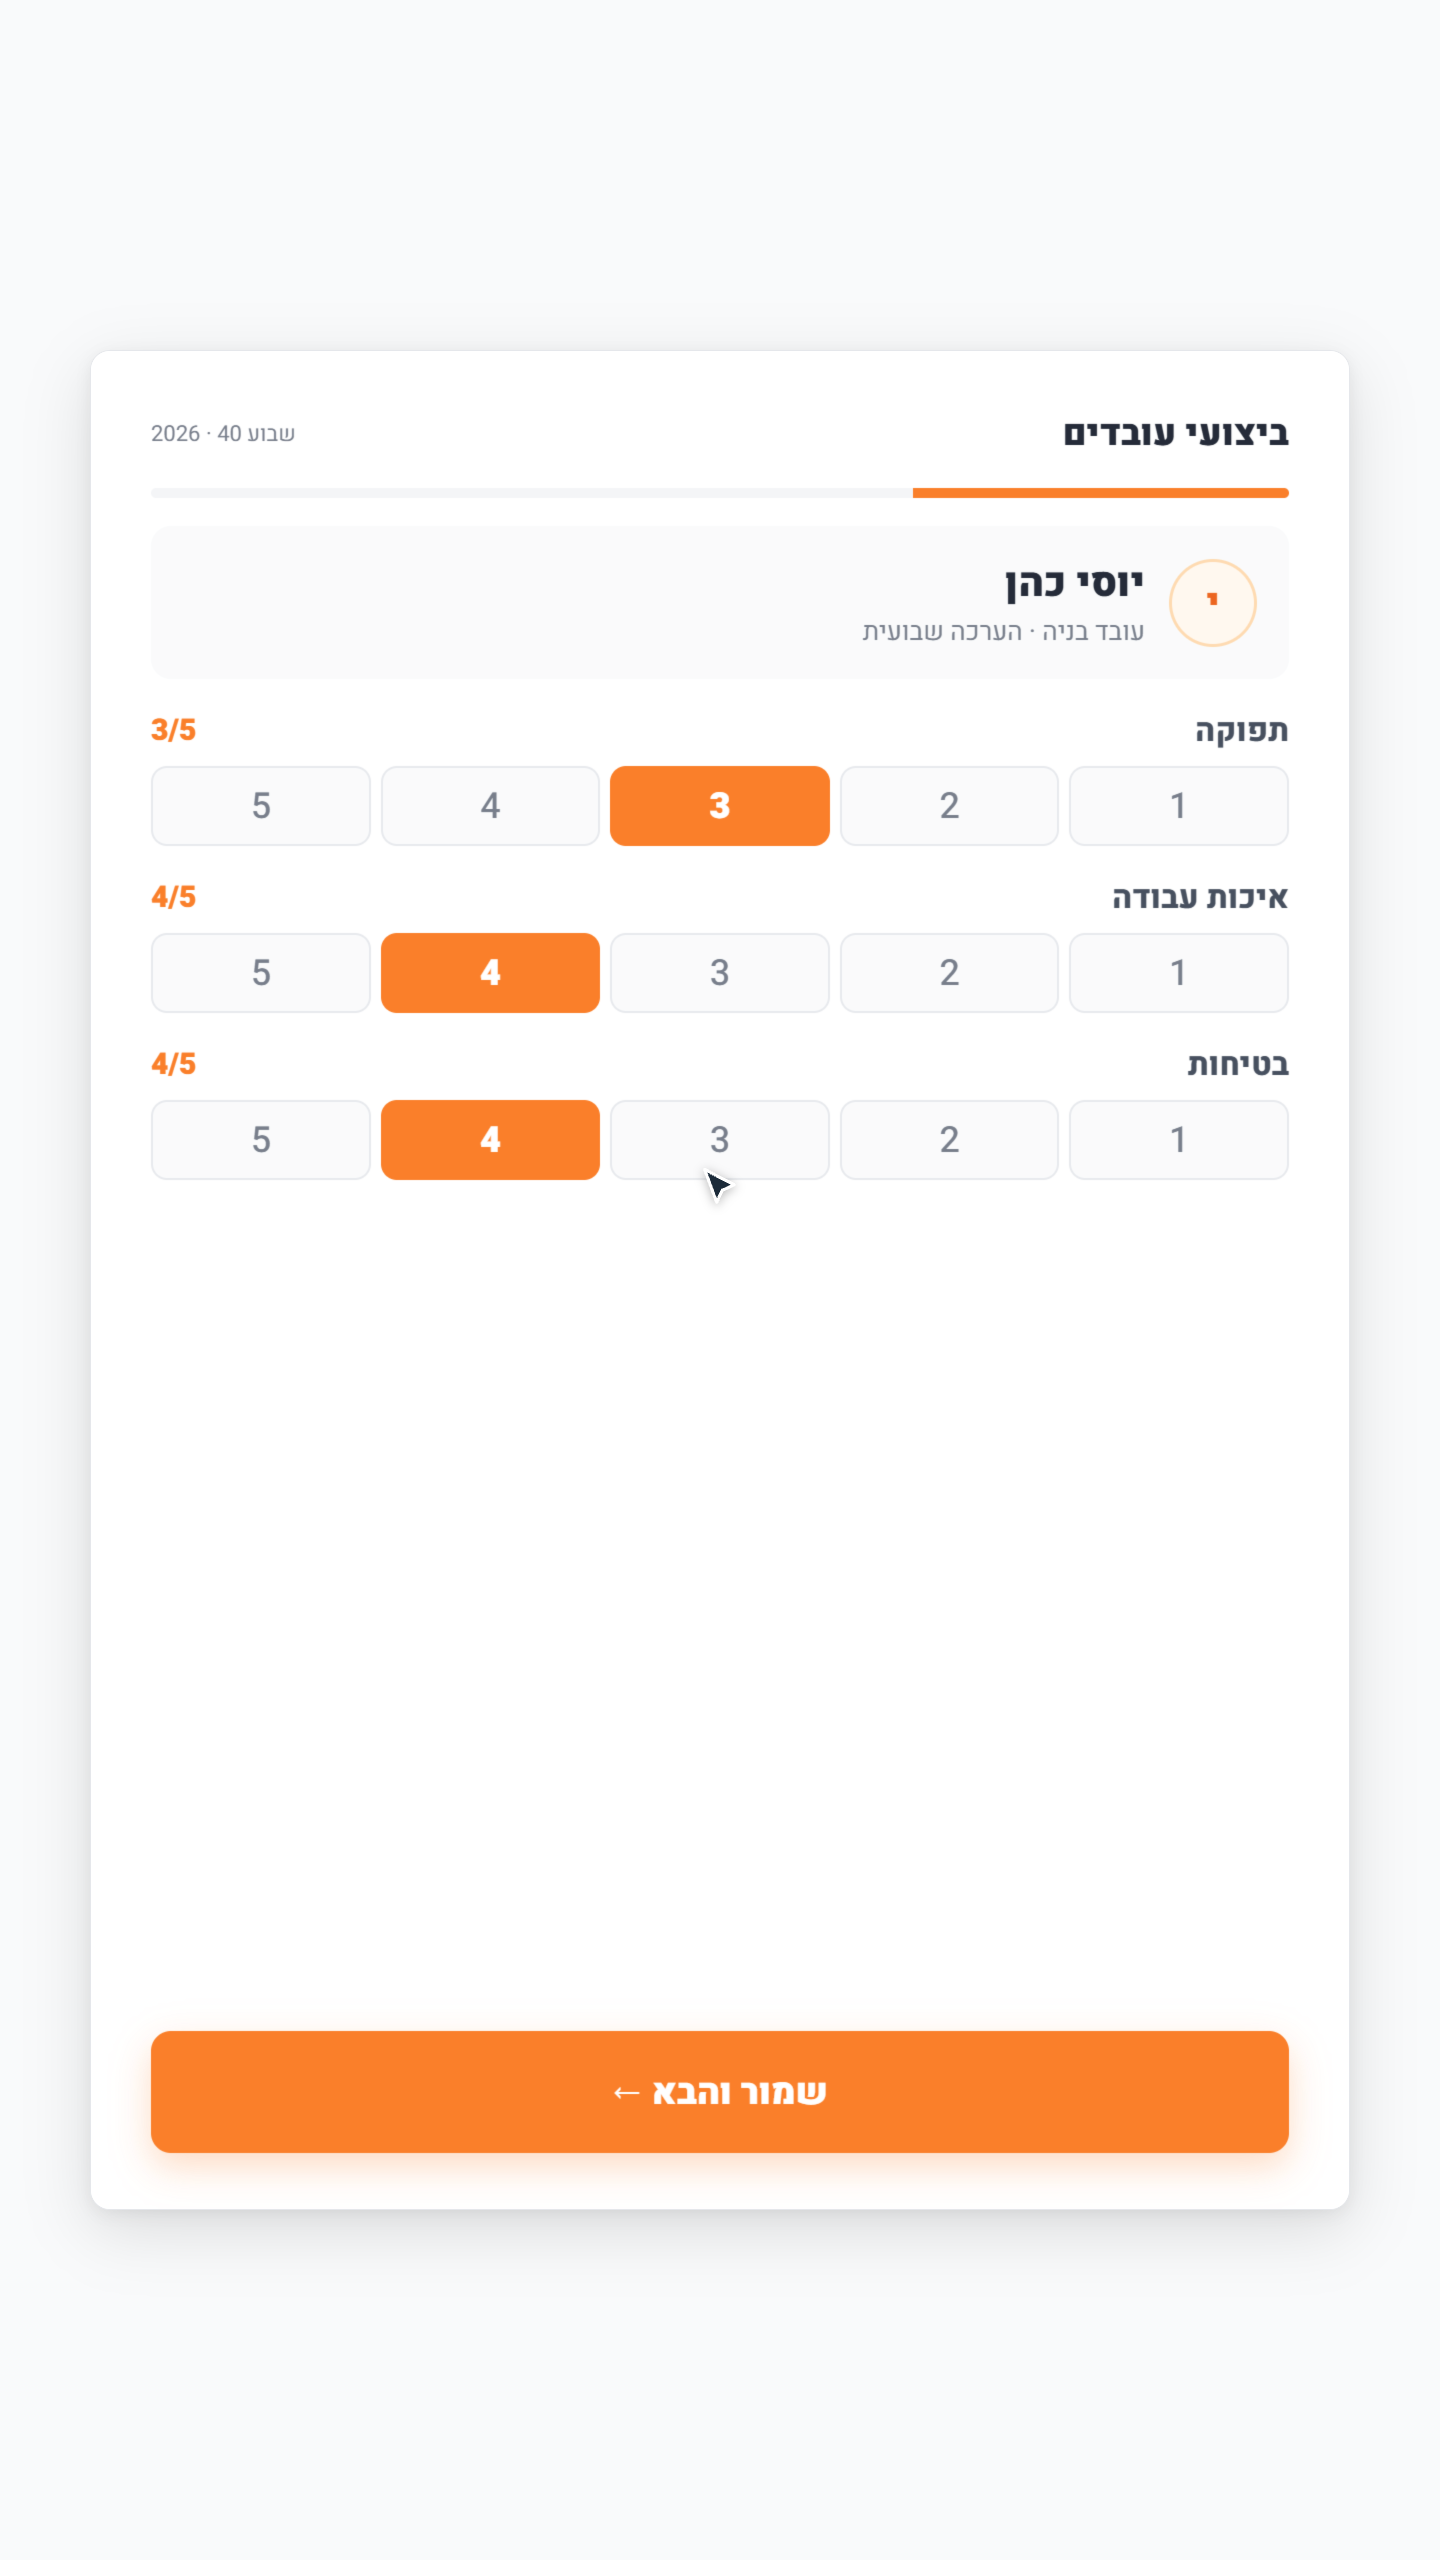 ביצועי עובדים
שבוע 40 · 2026
י
יוסי כהן
עובד בניה · הערכה שבועית
תפוקה 3/5
1 2 3 4 5
איכות עבודה 4/5
1 2 3 4 5
בטיחות 4/5
1 2 3 4 5
שמור והבא ←